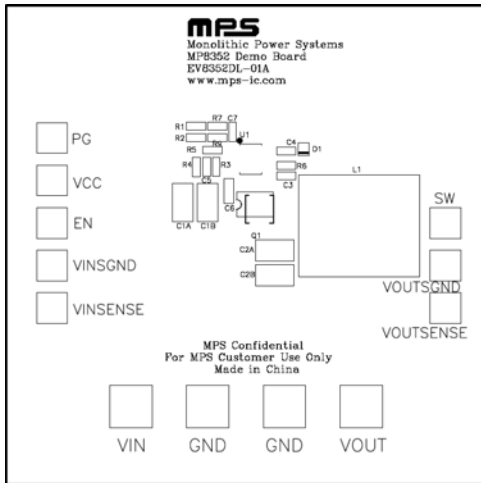 MPS
Monolithic Power Systems
MP8352 Demo Board
EV8352DL-01A
www.mps-ic.com
R1 R7 C7
R2 R9 U1
R5 C4 D1
R4 C5 R3 R6
C3 L1
C1A C1B C6
Q1
C2A
C2B
PG
VCC
EN
VINSGND
VINSENSE
SW
VOUTSGND
VOUTSENSE
MPS Confidential
For MPS Customer Use Only
Made in China
VIN GND GND VOUT